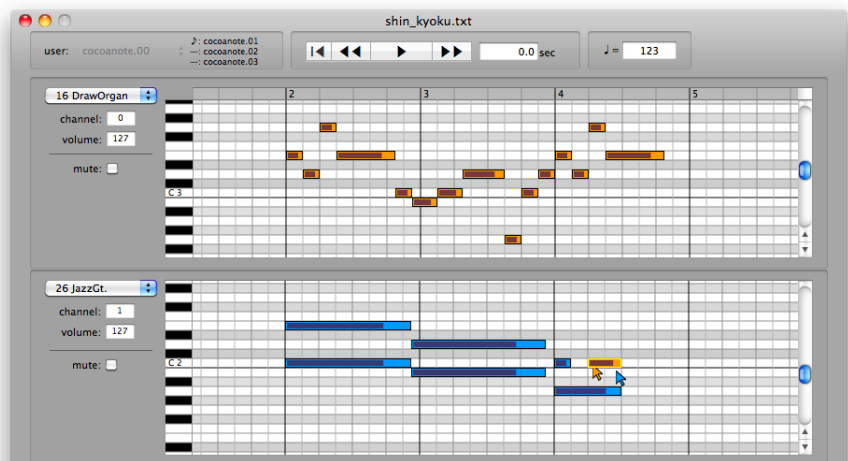 shin_kyoku.txt
user: cocoanote.00
♪: cocoanote.01
—: cocoanote.02
—: cocoanote.03
0.0 sec
♩= 123
16 DrawOrgan
channel: 0
volume: 127
mute:
2 3 4 5
C 3
26 JazzGt.
channel: 1
volume: 127
mute:
C 2